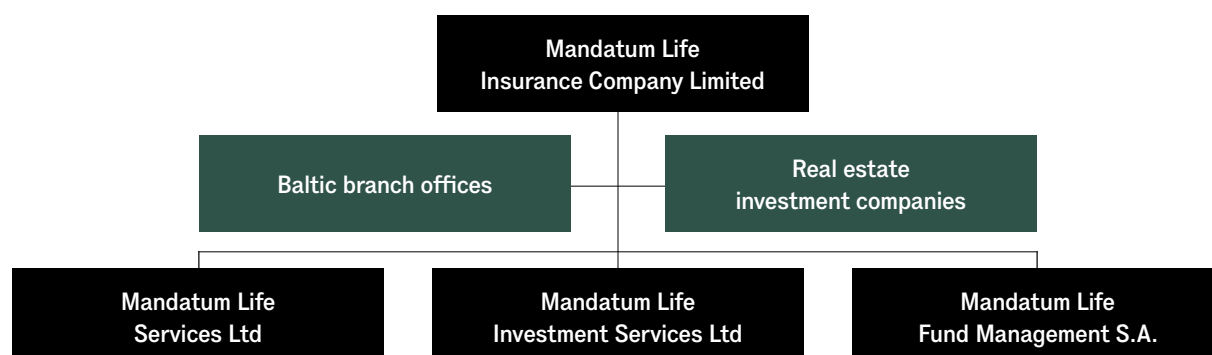 Mandatum Life
Insurance Company Limited
Baltic branch offices
Real estate
investment companies
Mandatum Life
Services Ltd
Mandatum Life
Investment Services Ltd
Mandatum Life
Fund Management S.A.